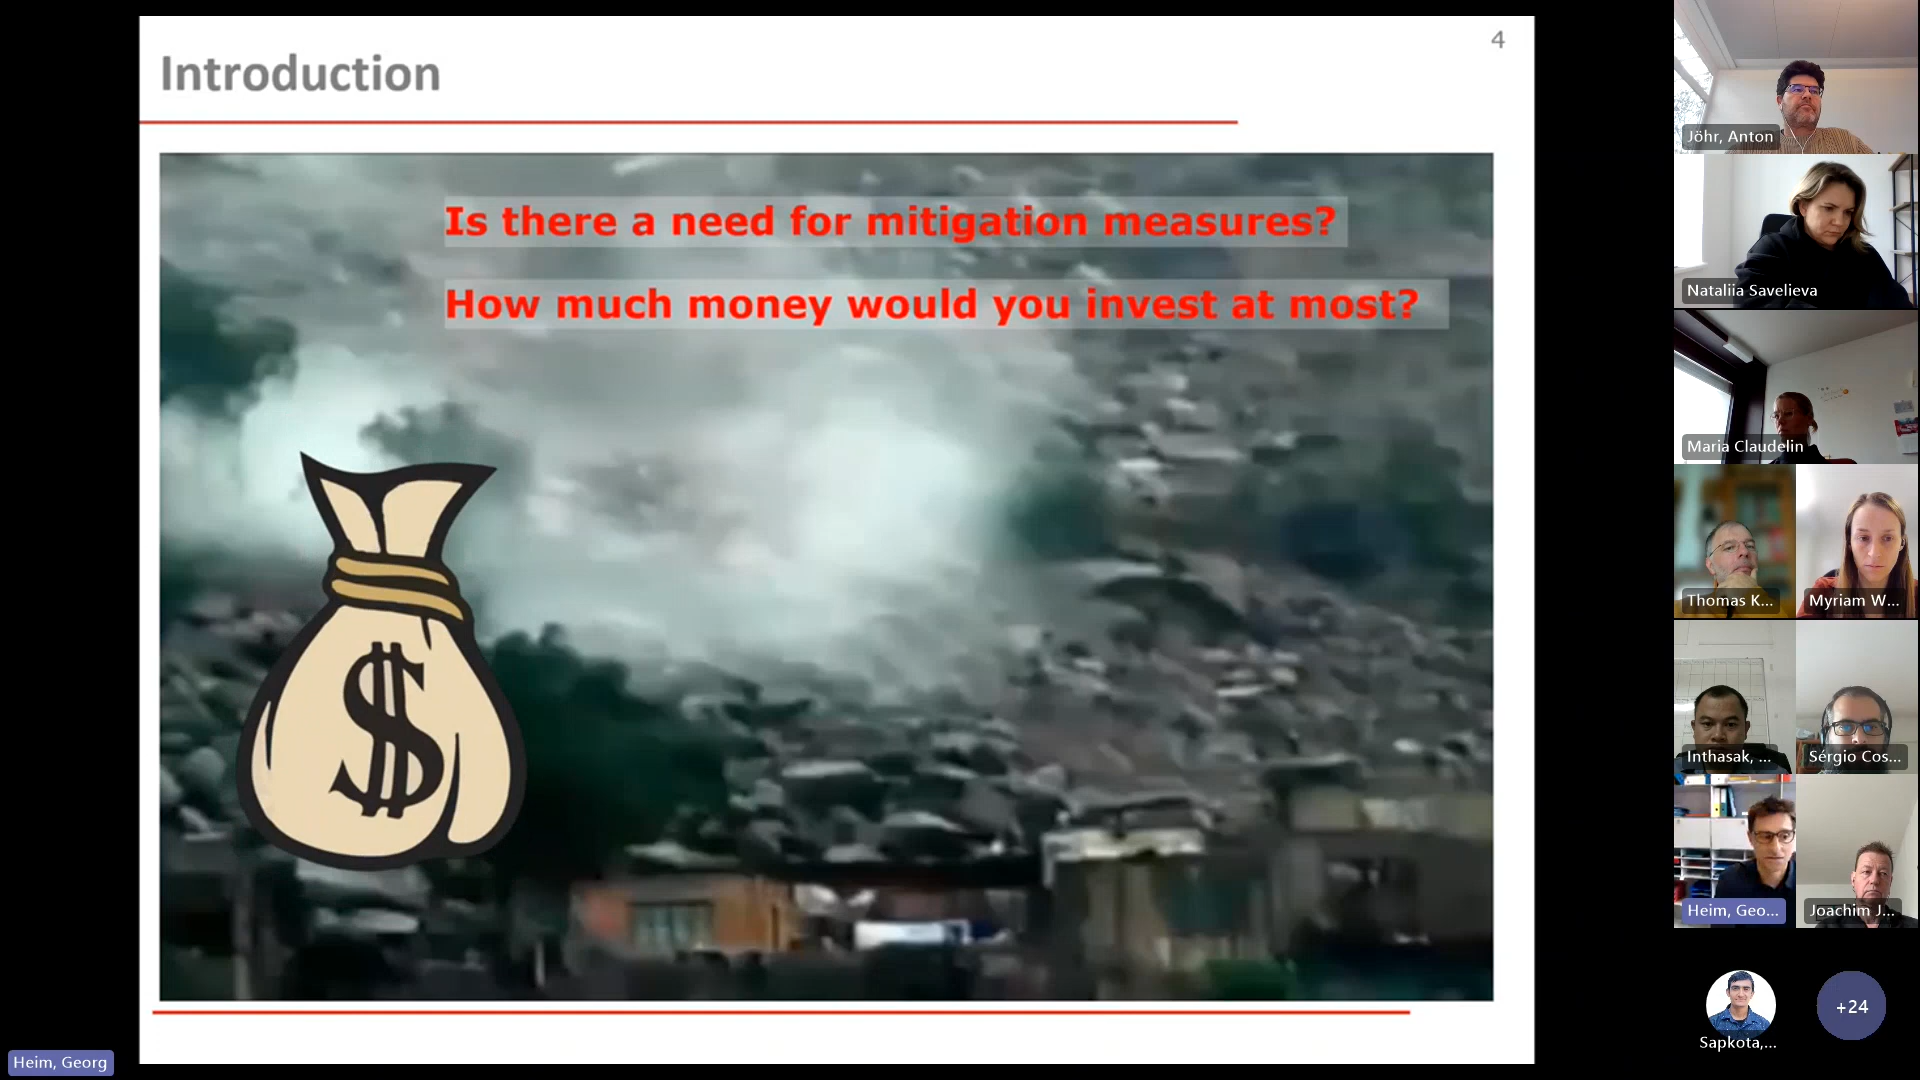 4
Introduction
Is there a need for mitigation measures?
How much money would you invest at most?
$
Jöhr, Anton
Nataliia Savelieva
Maria Claudelin
Thomas K...
Myriam W...
Inthasak, ...
Sérgio Cos...
Heim, Geo...
Joachim J...
+24
Sapkota,...
Heim, Georg